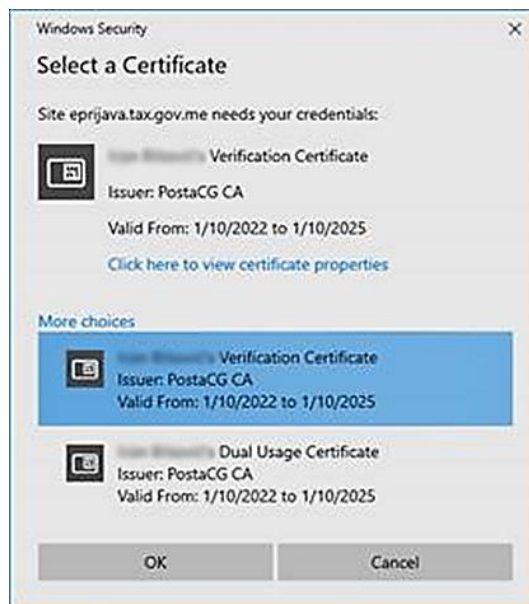 Windows Security
Select a Certificate
Site eprijava.tax.gov.me needs your credentials:
Verification Certificate
Issuer: PostaCG CA
Valid From: 1/10/2022 to 1/10/2025
Click here to view certificate properties
More choices
Verification Certificate
Issuer: PostaCG CA
Valid From: 1/10/2022 to 1/10/2025
Dual Usage Certificate
Issuer: PostaCG CA
Valid From: 1/10/2022 to 1/10/2025
OK
Cancel